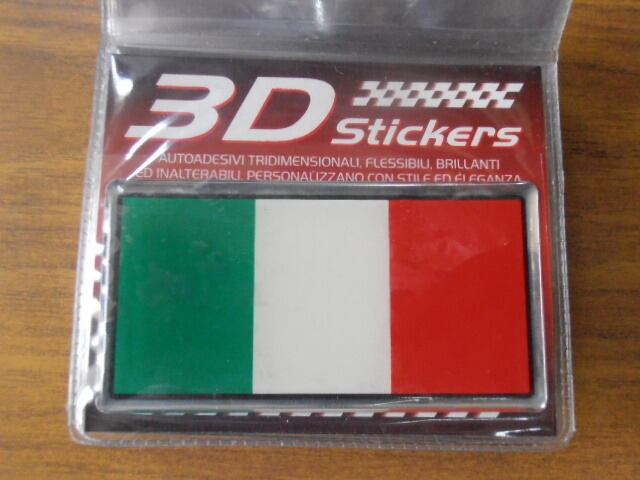 3D
Stickers
AUTOADESIVI TRIDIMENSIONALI, FLESSIBILI, BRILLANTI
ED INALTERABILI, PERSONALIZZANO CON STILE ED ELEGANZA